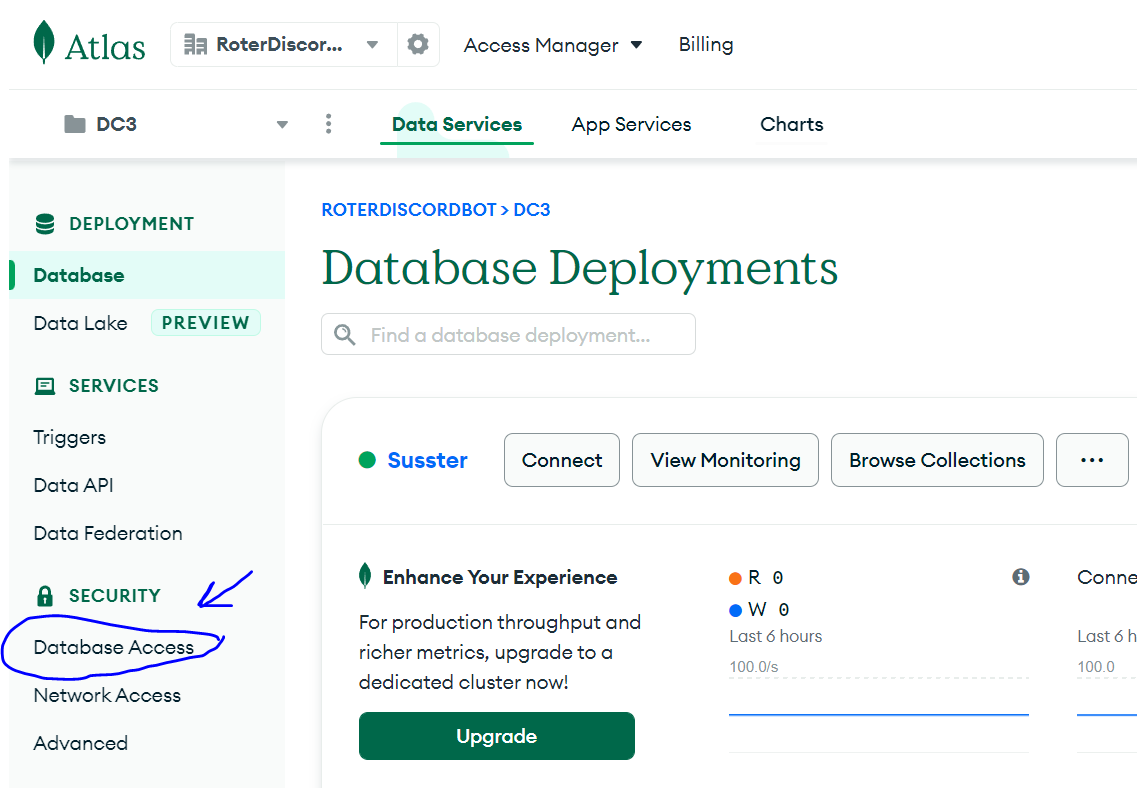 Atlas
RoterDiscor...
Access Manager
Billing
DC3
Data Services
App Services
Charts
DEPLOYMENT
Database
Data Lake PREVIEW
SERVICES
Triggers
Data API
Data Federation
SECURITY
Database Access
Network Access
Advanced
ROTERDISCORDBOT > DC3
Database Deployments
Find a database deployment...
Susster
Connect
View Monitoring
Browse Collections
...
Enhance Your Experience
For production throughput and
richer metrics, upgrade to a
dedicated cluster now!
Upgrade
R 0
W 0
Last 6 hours
100.0/s
Conne
Last 6 h
100.0